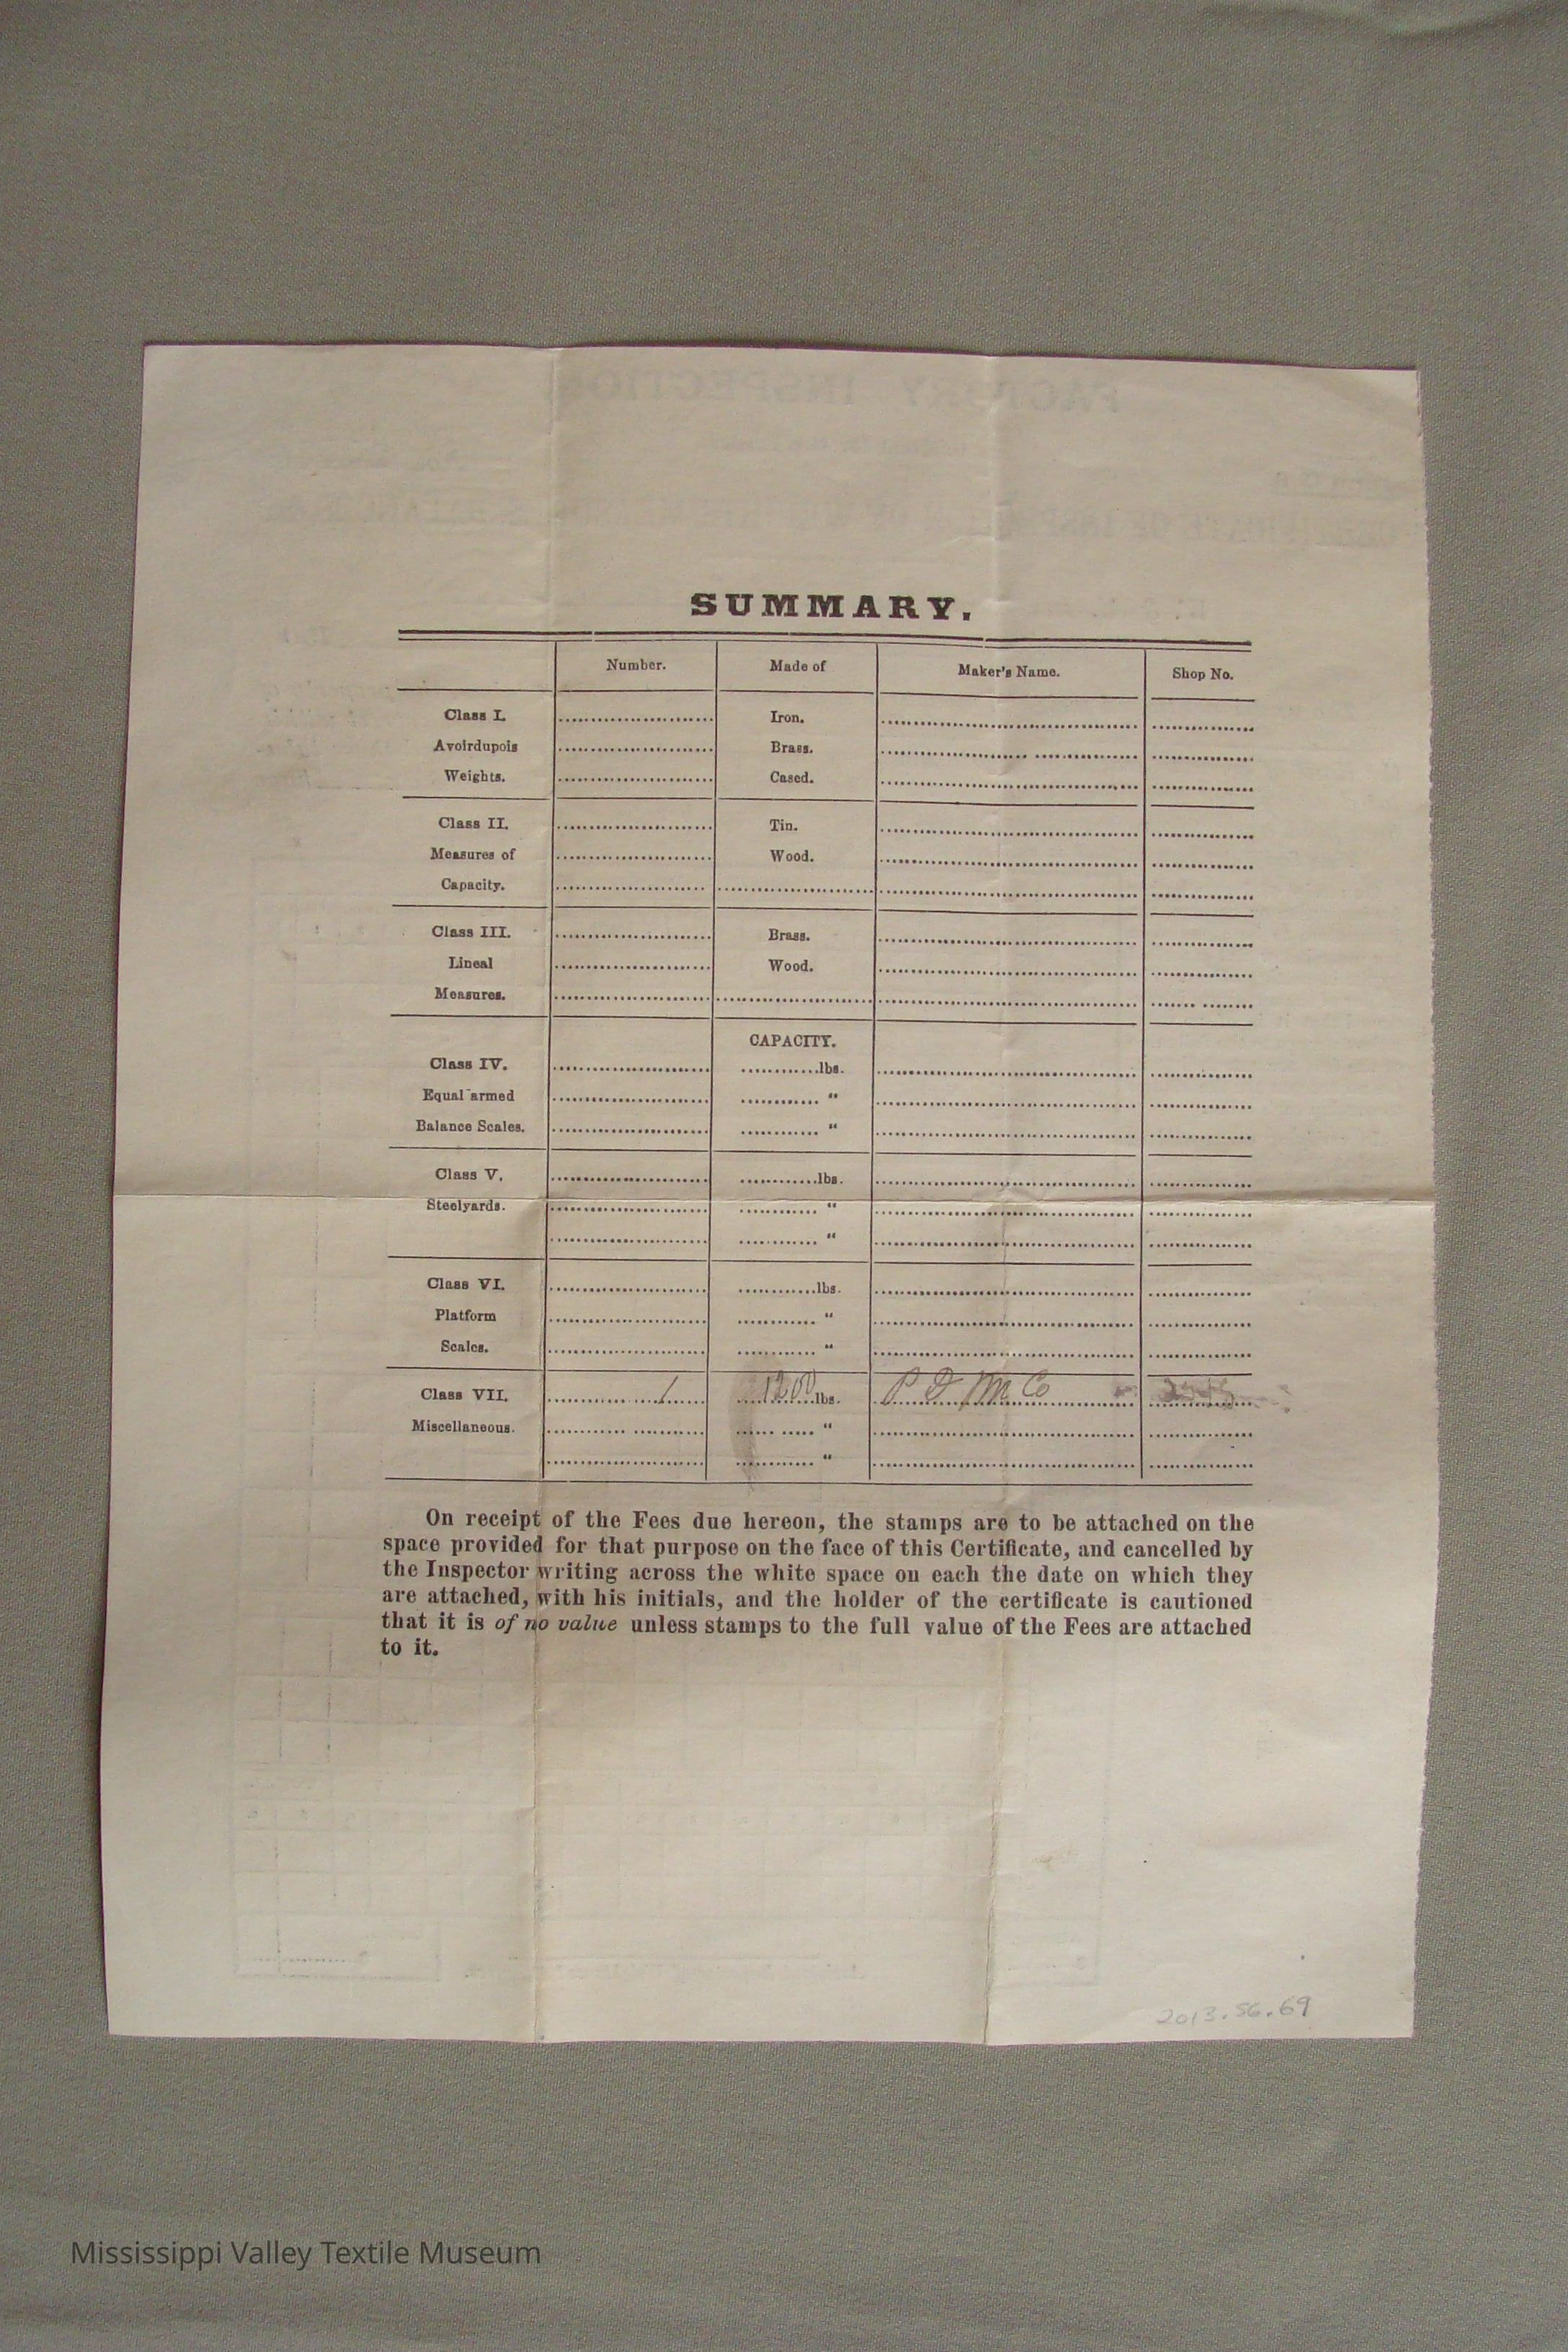 SUMMARY.
Number. Made of Maker's Name. Shop No.
Class I. Iron.
Avoirdupois Brass.
Weights. Cased.
Class II. Tin.
Measures of Wood.
Capacity.
Class III. Brass.
Lineal Wood.
Measures.
CAPACITY.
Class IV. lbs.
Equal armed "
Balance Scales. "
Class V. lbs.
Steelyards. "
"
Class VI. lbs.
Platform "
Scales. "
Class VII. 1 1200 lbs.
Miscellaneous. "
"
On receipt of the Fees due hereon, the stamps are to be attached on the
space provided for that purpose on the face of this Certificate, and cancelled by
the Inspector writing across the white space on each the date on which they
are attached, with his initials, and the holder of the certificate is cautioned
that it is of no value unless stamps to the full value of the Fees are attached
to it.
2013.56.69
Mississippi Valley Textile Museum